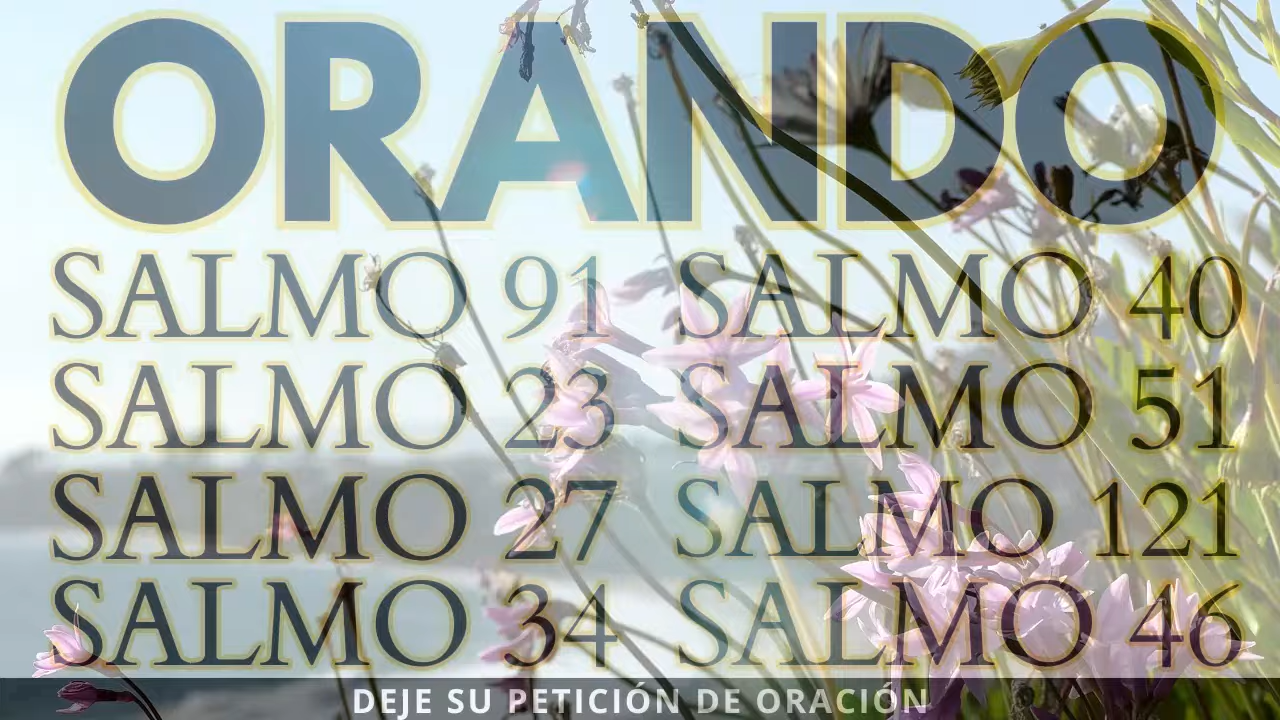 ORANDO
SALMO 91 SALMO 40
SALMO 23 SALMO 51
SALMO 27 SALMO 121
SALMO 34 SALMO 46
DEJE SU PETICIÓN DE ORACIÓN